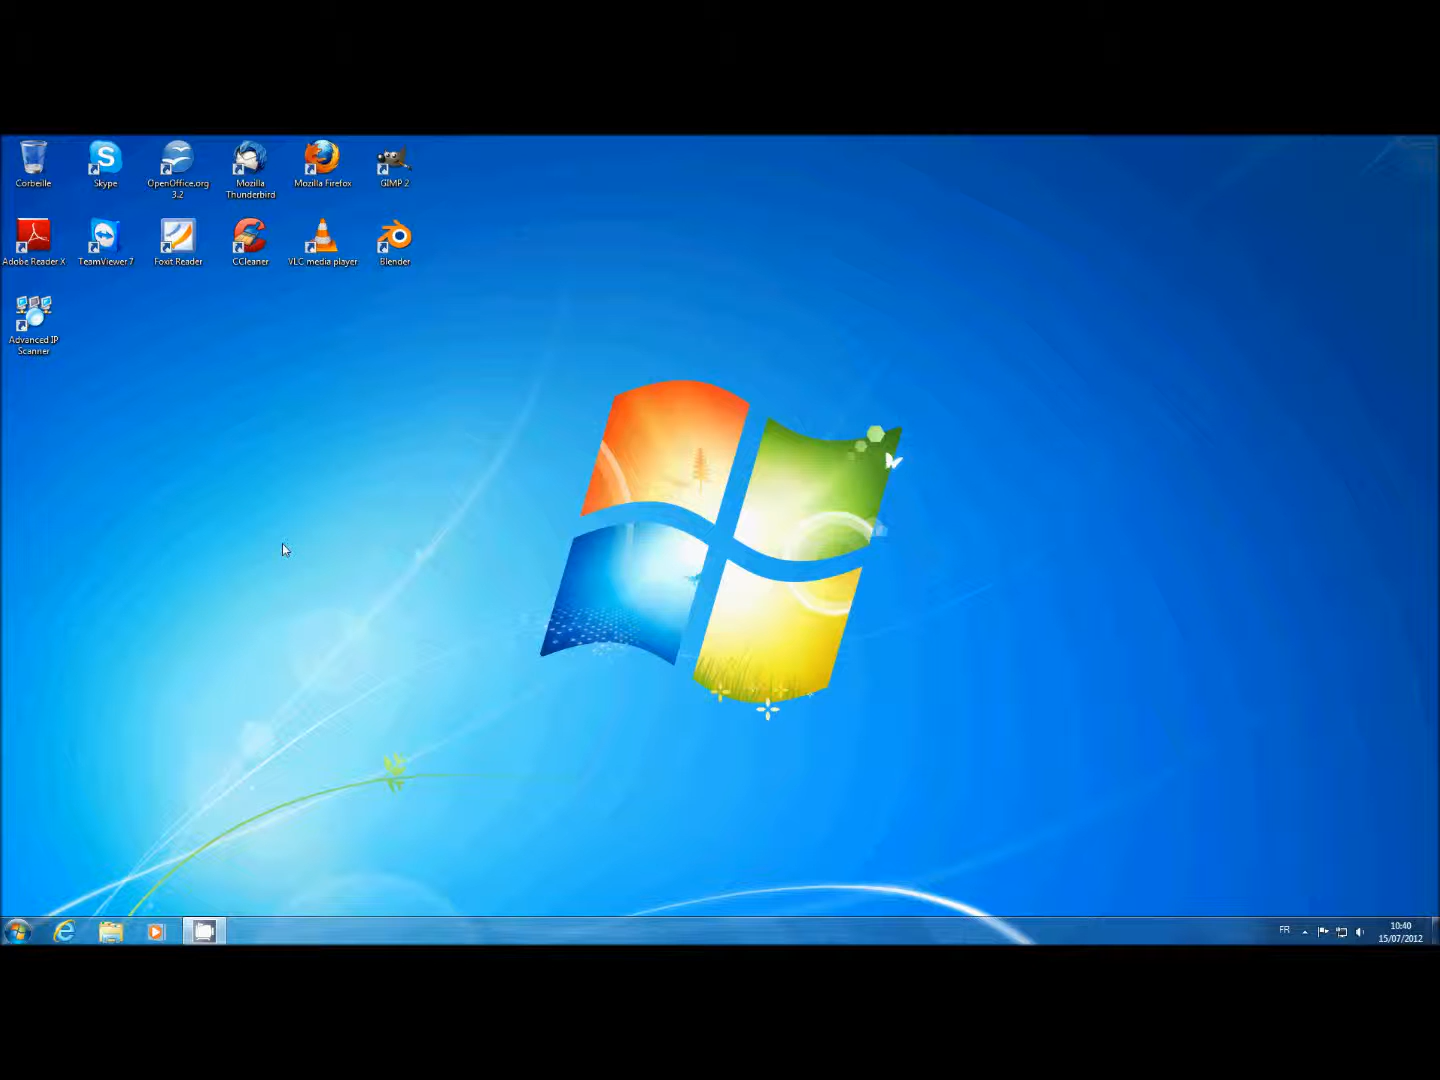 Corbeille
Skype
OpenOffice.org
3.2
Mozilla
Thunderbird
Mozilla Firefox
GIMP 2
Adobe Reader X
TeamViewer 7
Foxit Reader
CCleaner
VLC media player
Blender
Advanced IP
Scanner
FR
10:40
15/07/2012